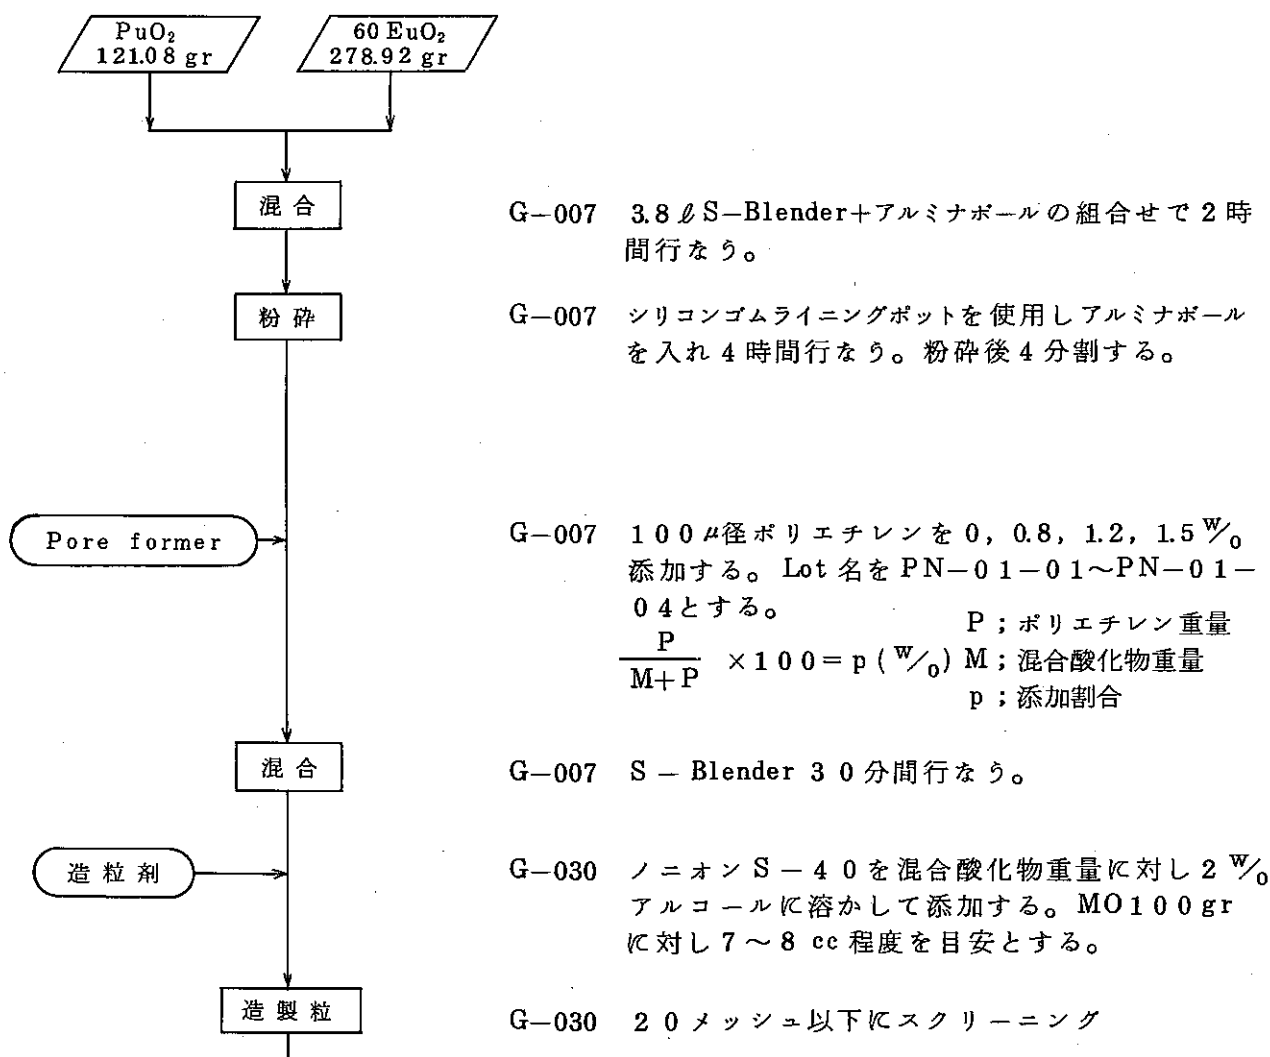 PuO₂
121.08 gr
60 EuO₂
278.92 gr
混合
G—007 3.8ℓS—Blender+アルミナボールの組合せで2時
間行なう。
粉砕
G—007 シリコンゴムライニングポットを使用しアルミナボール
を入れ4時間行なう。粉砕後4分割する。
Pore former
G—007 100μ径ポリエチレンを0, 0.8, 1.2, 1.5 W/0
添加する。Lot名をPN—01—01〜PN—01—
04とする。
P/(M+P) ×100=p(W/0)
P;ポリエチレン重量
M;混合酸化物重量
p;添加割合
混合
G—007 S—Blender 30分間行なう。
造粒剤
G—030 ノニオンS—40を混合酸化物重量に対し2 W/0
アルコールに溶かして添加する。MO100gr
に対し7〜8cc程度を目安とする。
造製粒
G—030 20メッシュ以下にスクリーニング